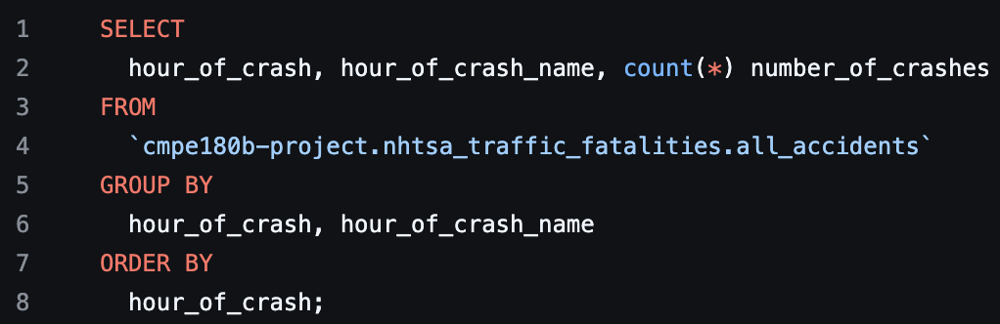 1 SELECT
2 hour_of_crash, hour_of_crash_name, count(*) number_of_crashes
3 FROM
4 `cmpe180b-project.nhtsa_traffic_fatalities.all_accidents`
5 GROUP BY
6 hour_of_crash, hour_of_crash_name
7 ORDER BY
8 hour_of_crash;